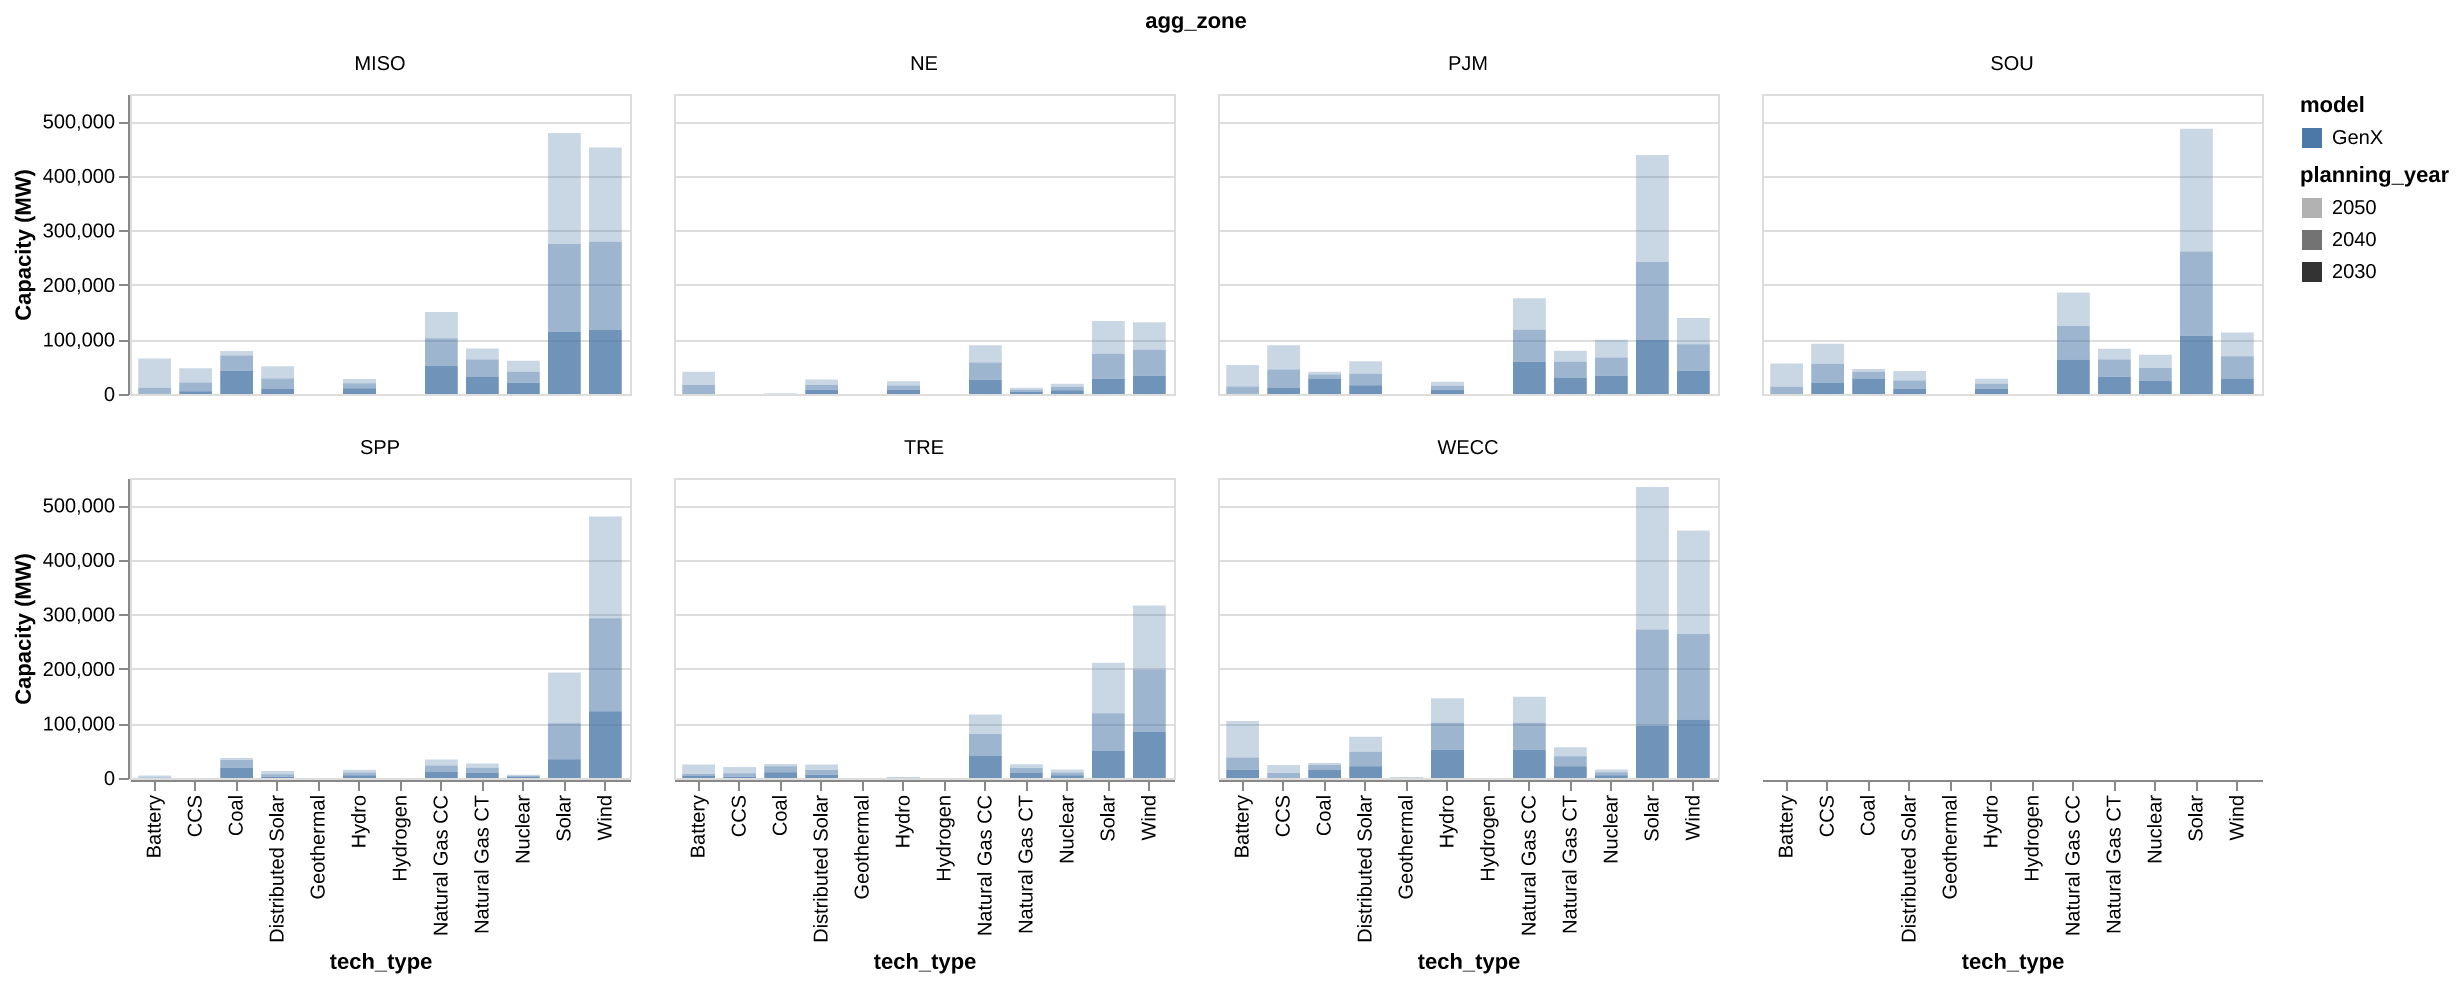 agg_zone
MISO
NE
PJM
SOU
Capacity (MW)
500,000
400,000
300,000
200,000
100,000
0
model
GenX
planning_year
2050
2040
2030
SPP
TRE
WECC
Capacity (MW)
500,000
400,000
300,000
200,000
100,000
0
Battery
CCS
Coal
Distributed Solar
Geothermal
Hydro
Hydrogen
Natural Gas CC
Natural Gas CT
Nuclear
Solar
Wind
tech_type
Battery
CCS
Coal
Distributed Solar
Geothermal
Hydro
Hydrogen
Natural Gas CC
Natural Gas CT
Nuclear
Solar
Wind
tech_type
Battery
CCS
Coal
Distributed Solar
Geothermal
Hydro
Hydrogen
Natural Gas CC
Natural Gas CT
Nuclear
Solar
Wind
tech_type
Battery
CCS
Coal
Distributed Solar
Geothermal
Hydro
Hydrogen
Natural Gas CC
Natural Gas CT
Nuclear
Solar
Wind
tech_type